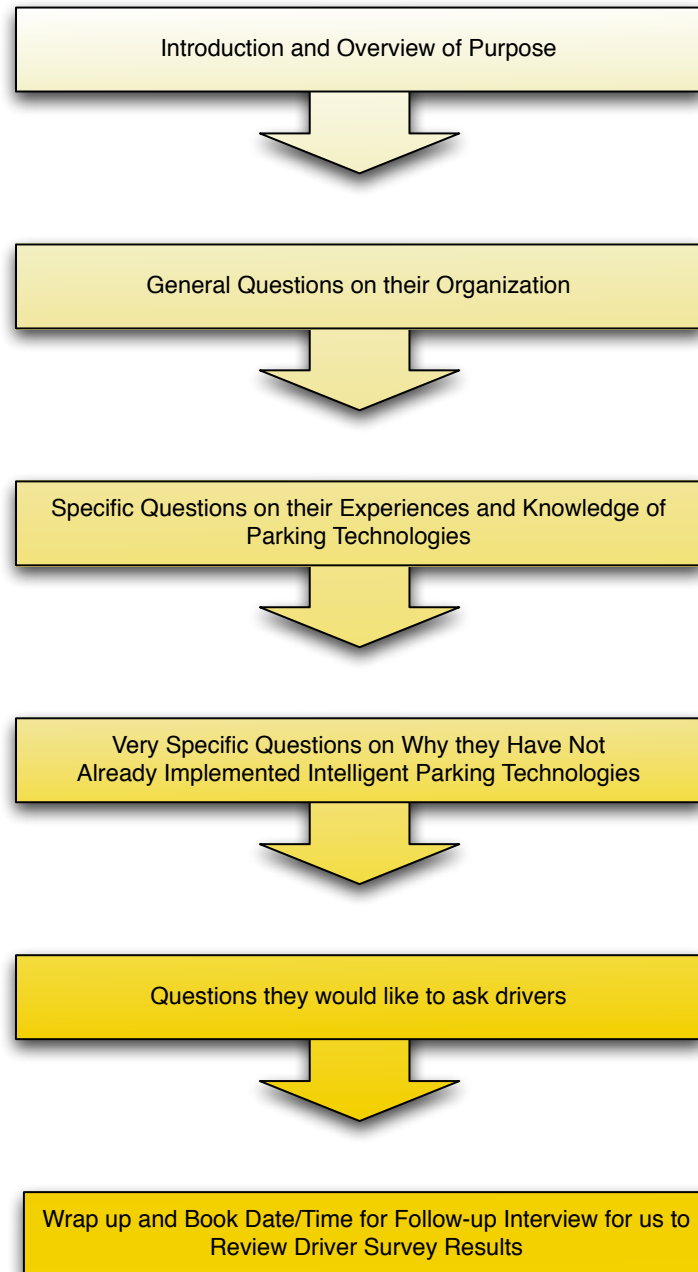 Introduction and Overview of Purpose
General Questions on their Organization
Specific Questions on their Experiences and Knowledge of
Parking Technologies
Very Specific Questions on Why they Have Not
Already Implemented Intelligent Parking Technologies
Questions they would like to ask drivers
Wrap up and Book Date/Time for Follow-up Interview for us to
Review Driver Survey Results